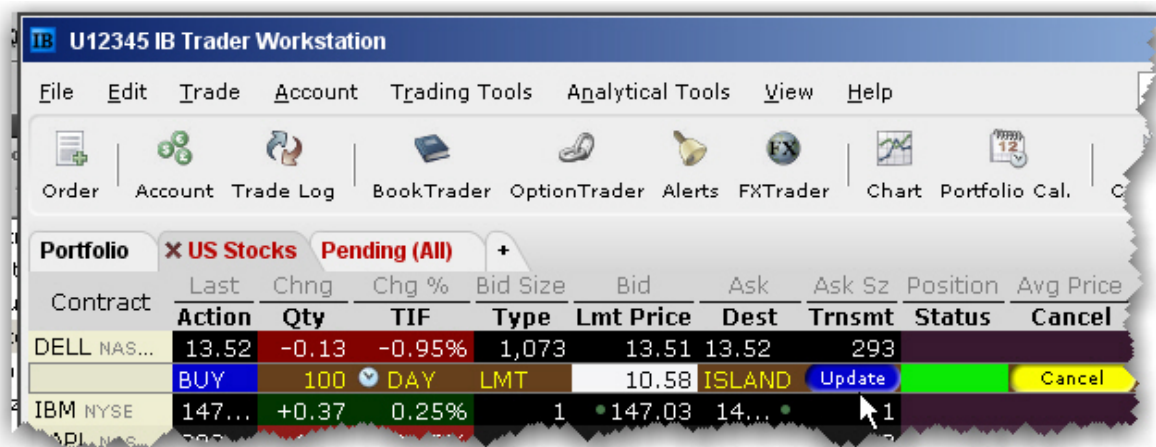 IB U12345 IB Trader Workstation
File Edit Trade Account Trading Tools Analytical Tools View Help
FX 12
Order Account Trade Log BookTrader OptionTrader Alerts FXTrader Chart Portfolio Cal.
Portfolio US Stocks Pending (All) +
Contract Last Chng Chg % Bid Size Bid Ask Ask Sz Position Avg Price
Action Qty TIF Type Lmt Price Dest Trnsmt Status Cancel
DELL NAS... 13.52 -0.13 -0.95% 1,073 13.51 13.52 293
BUY 100 DAY LMT 10.58 ISLAND Update Cancel
IBM NYSE 147... +0.37 0.25% 1 147.03 14... 1